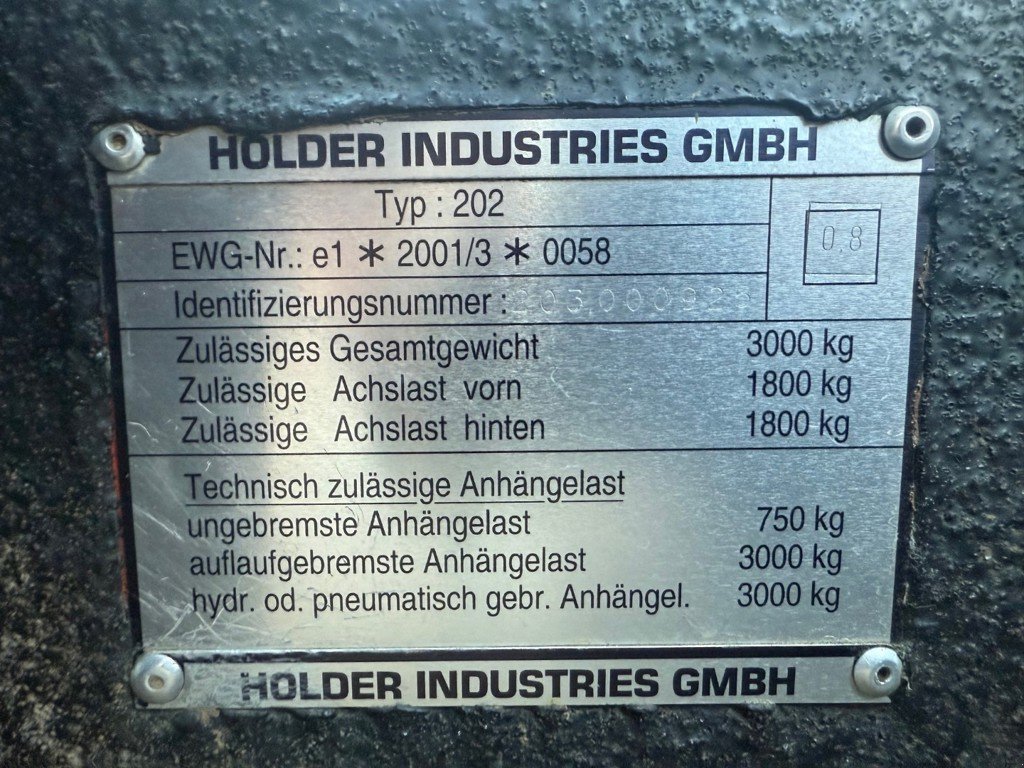 HOLDER INDUSTRIES GMBH
Typ : 202
0.8
EWG-Nr.: e1 * 2001/3 * 0058
Identifizierungsnummer :
Zulässiges Gesamtgewicht 3000 kg
Zulässige Achslast vorn 1800 kg
Zulässige Achslast hinten 1800 kg
Technisch zulässige Anhängelast
ungebremste Anhängelast 750 kg
auflaufgebremste Anhängelast 3000 kg
hydr. od. pneumatisch gebr. Anhängel. 3000 kg
HOLDER INDUSTRIES GMBH